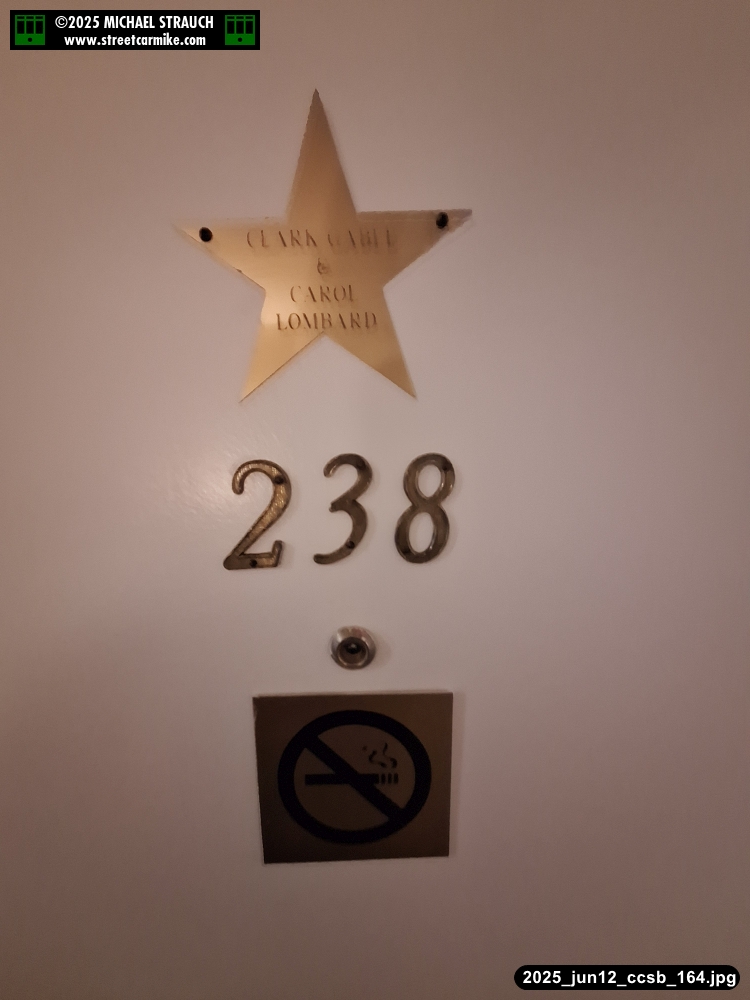 ©2025 MICHAEL STRAUCH
www.streetcarmike.com
CLARK GABLE
&
CAROL
LOMBARD
238
2025_jun12_ccsb_164.jpg